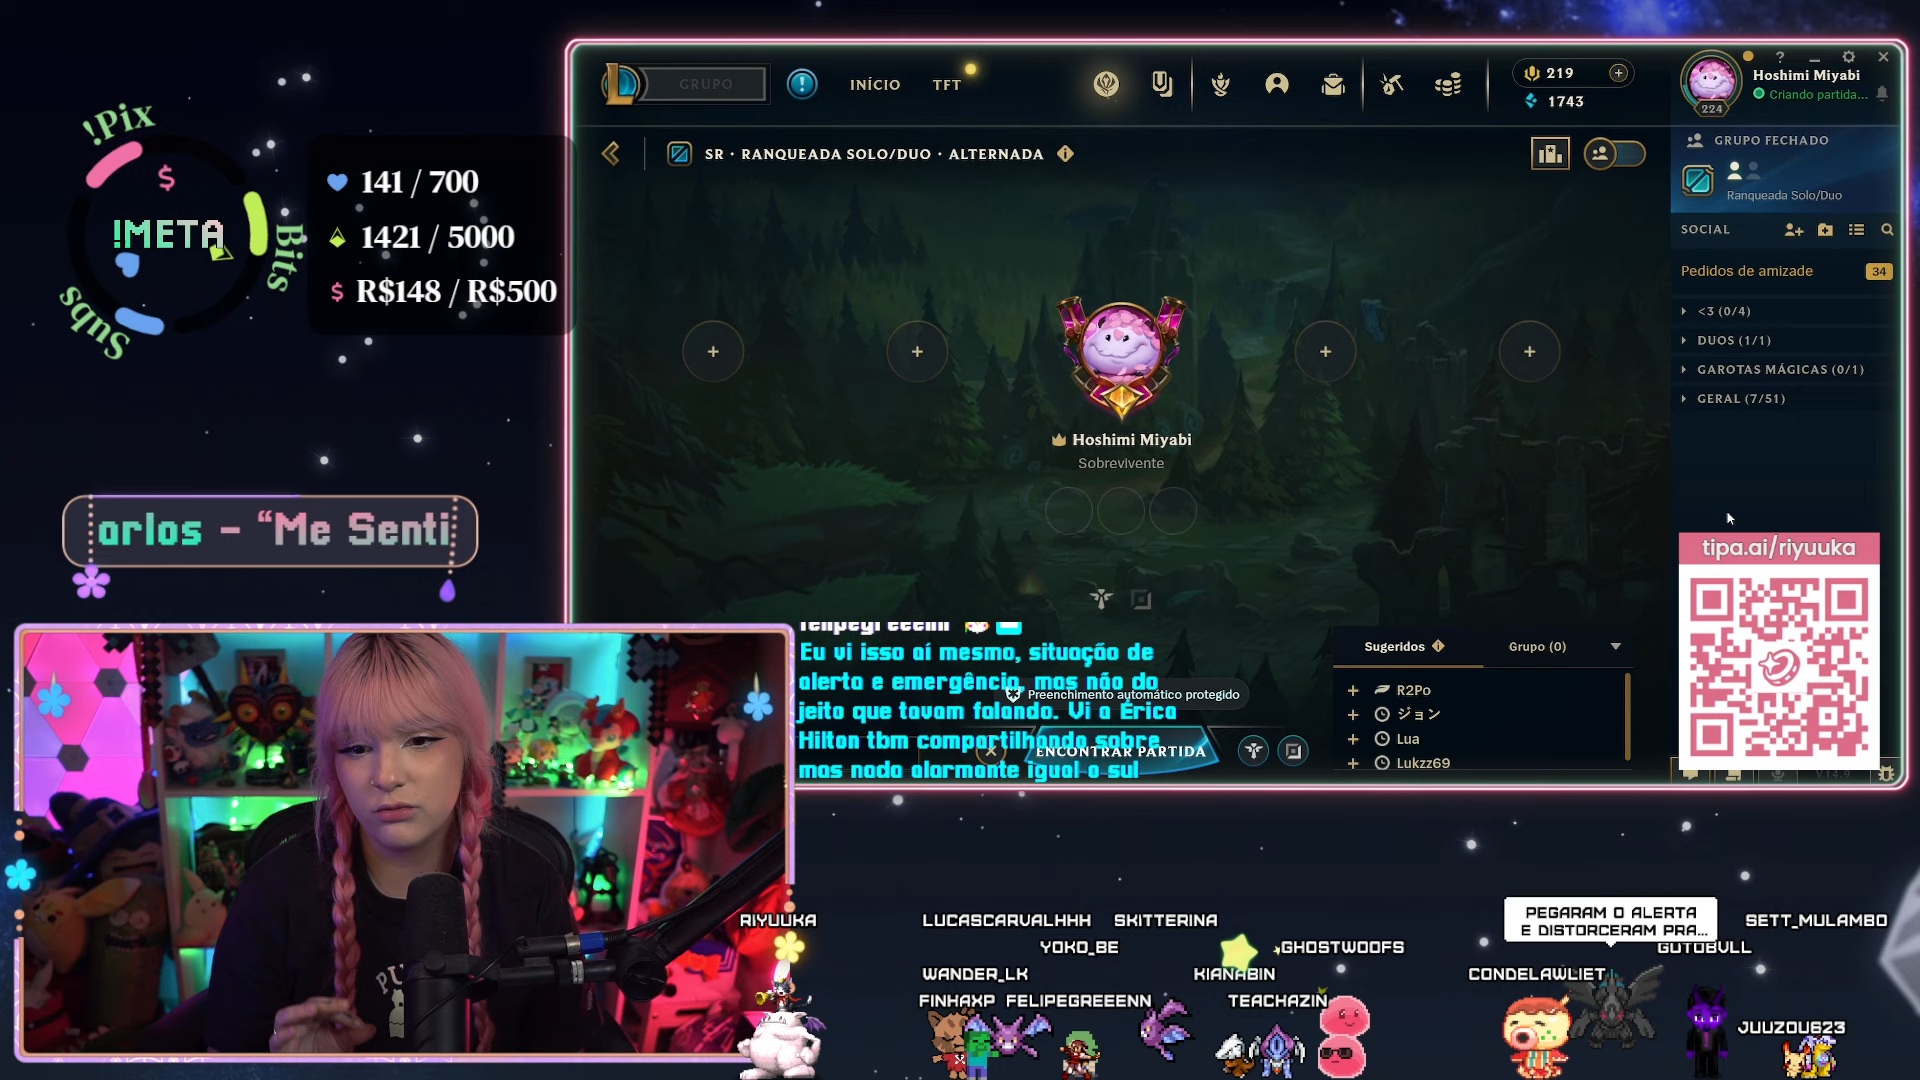 !Pix
$
!META
Bits
Subs
141 / 700
1421 / 5000
$ R$148 / R$500
arlos - "Me Senti
GRUPO
INÍCIO
TFT
219
1743
Hoshimi Miyabi
Criando partida...
224
SR • RANQUEADA SOLO/DUO • ALTERNADA
GRUPO FECHADO
Ranqueada Solo/Duo
SOCIAL
Pedidos de amizade
34
<3 (0/4)
DUOS (1/1)
GAROTAS MÁGICAS (0/1)
GERAL (7/51)
Hoshimi Miyabi
Sobrevivente
tipa.ai/riyuuka
felipegreeenn
Eu vi isso aí mesmo, situação de
alerta e emergência, mas não do
jeito que tavam falando. Vi a Érica
Hilton tbm compartilhando sobre
mas nada alarmante igual o sul
Preenchimento automático protegido
ENCONTRAR PARTIDA
Sugeridos
Grupo (0)
R2Po
ジョン
Lua
Lukzz69
V14.9
PU
RIYUUKA
LUCASCARVALHHH
SKITTERINA
YOKO_BE
GHOSTWOOFS
WANDER_LK
KIANABIN
FINHAXP
FELIPEGREEENN
TEACHAZIN
PEGARAM O ALERTA
E DISTORCERAM PRA...
SETT_MULAMBO
GUTOBULL
CONDELAWLIET
JUUZOU623